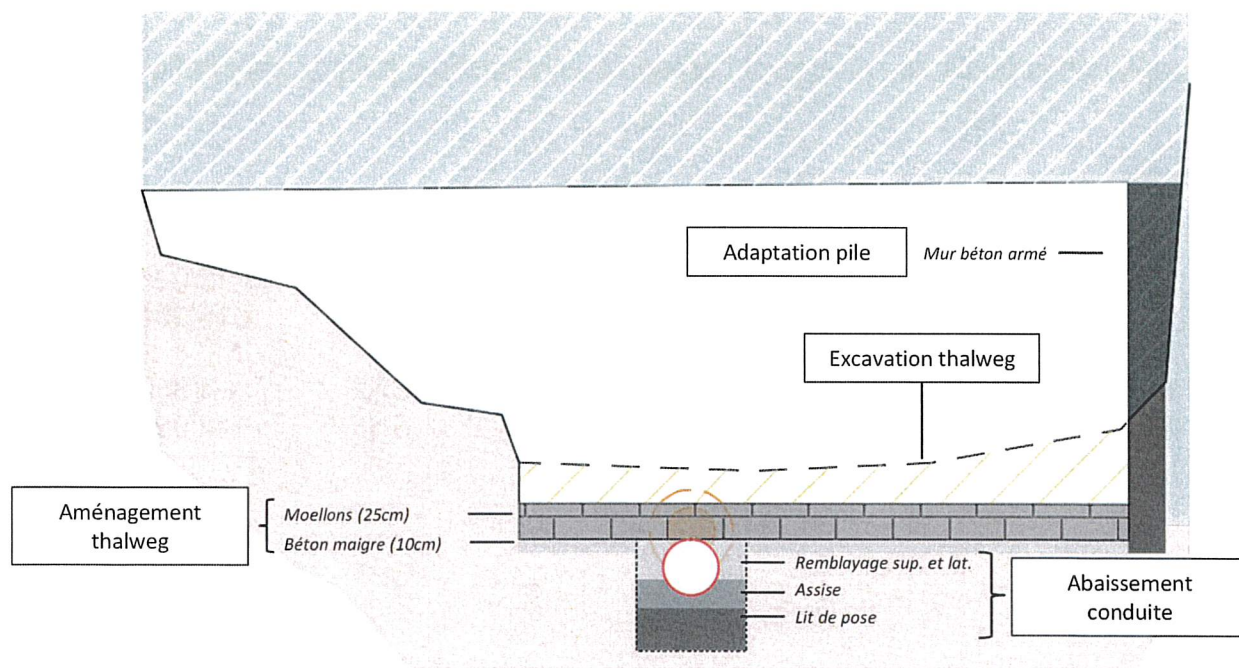 Adaptation pile
Mur béton armé
Excavation thalweg
Aménagement
thalweg
Moellons (25cm)
Béton maigre (10cm)
Remblayage sup. et lat.
Assise
Lit de pose
Abaissement
conduite